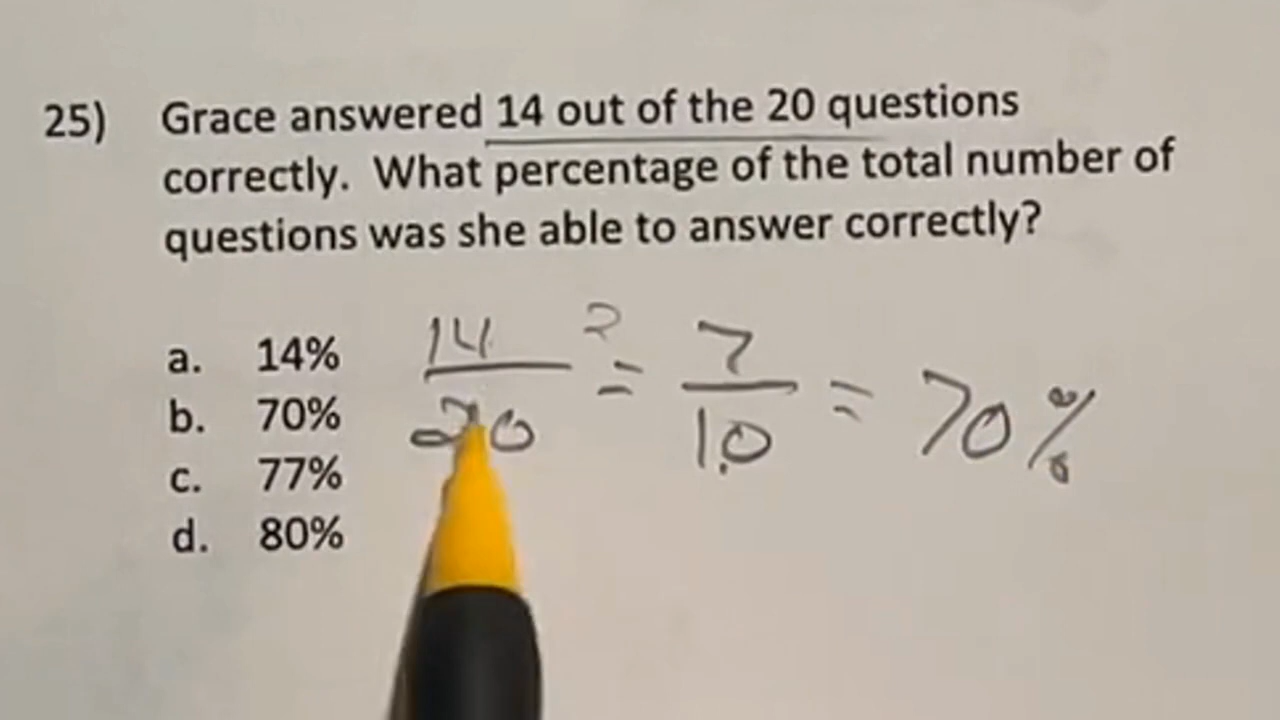 25) Grace answered 14 out of the 20 questions
correctly. What percentage of the total number of
questions was she able to answer correctly?
a. 14%
b. 70%
c. 77%
d. 80%
14/20 2 = 7/10 = 70%